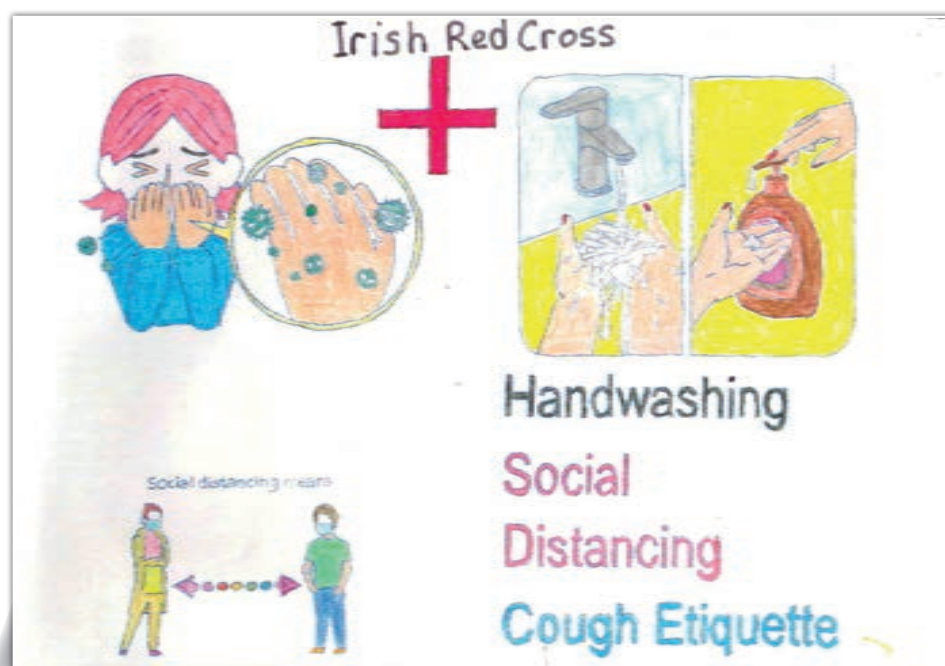 Irish Red Cross
Social distancing means
Handwashing
Social
Distancing
Cough Etiquette